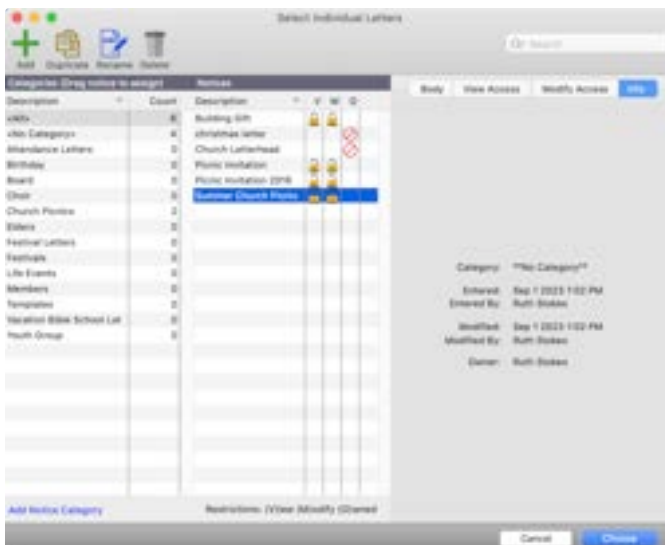 Select Individual Letters
Add Duplicate Rename Delete
Search
Categories (Drag notice to assign)
Notices
Body View Access Modify Access Info
Description Count
Description V M O
<All> 6
Building Gift
<No Category> 4
christmas letter
Attendance Letters 0
Church Letterhead
Birthday 0
Picnic Invitation
Board 0
Picnic Invitation 2016
Choir 0
Summer Church Picnic
Church Picnics 2
Elders 0
Festival Letters 0
Festivals 0
Life Events 0
Members 0
Templates 0
Vacation Bible School Let 0
Youth Group 0
Category: **No Category**
Entered: Sep 1 2023 1:02 PM
Entered By: Ruth Stokes
Modified: Sep 1 2023 1:02 PM
Modified By: Ruth Stokes
Owner: Ruth Stokes
Add Notice Category
Restrictions: (V)iew (M)odify (O)wned
Cancel Choose